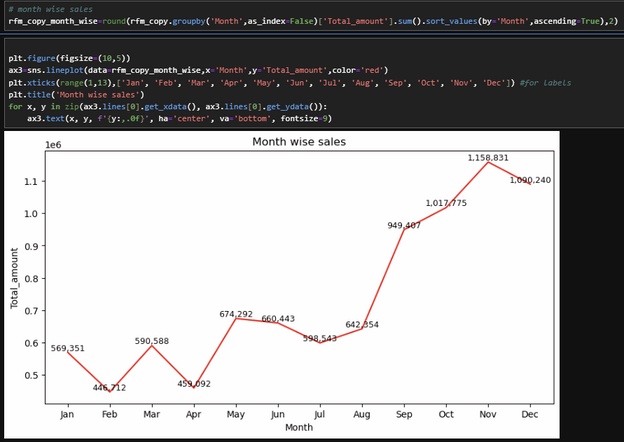 # month wise sales
rfm_copy_month_wise=round(rfm_copy.groupby('Month',as_index=False)['Total_amount'].sum().sort_values(by='Month',ascending=True),2)
plt.figure(figsize=(10,5))
ax3=sns.lineplot(data=rfm_copy_month_wise,x='Month',y='Total_amount',color='red')
plt.xticks(range(1,13),['Jan', 'Feb', 'Mar', 'Apr', 'May', 'Jun', 'Jul', 'Aug', 'Sep', 'Oct', 'Nov', 'Dec']) #for labels
plt.title('Month wise sales')
for x, y in zip(ax3.lines[0].get_xdata(), ax3.lines[0].get_ydata()):
    ax3.text(x, y, f'{y:,.0f}', ha='center', va='bottom', fontsize=9)
Month wise sales
1e6
1,158,831
1.1
1,090,240
1,017,775
1.0
949,407
0.9
0.8
Total_amount
0.7
674,292
660,443
642,354
0.6
598,543
590,588
569,351
0.5
459,092
446,712
Jan Feb Mar Apr May Jun Jul Aug Sep Oct Nov Dec
Month